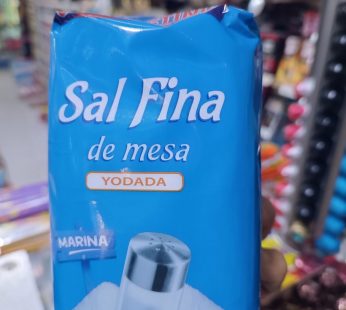 Sal Fina
de mesa
YODADA
MARINA